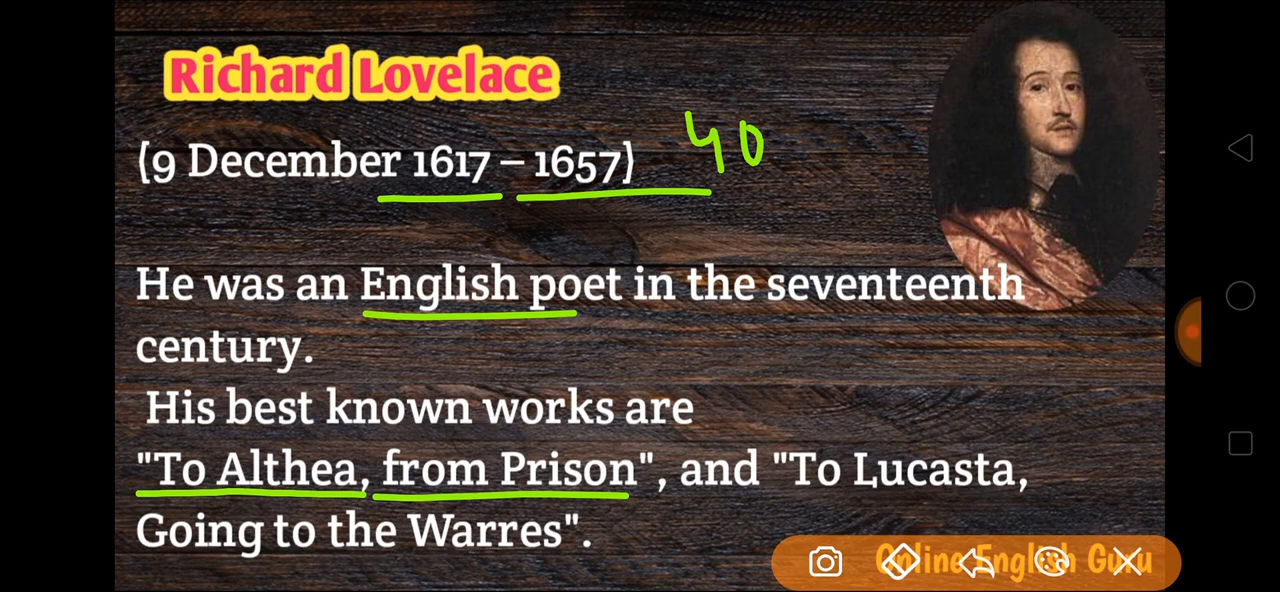 Richard Lovelace
(9 December 1617 – 1657) 40
He was an English poet in the seventeenth
century.
His best known works are
"To Althea, from Prison", and "To Lucasta,
Going to the Warres".
Online English Guru